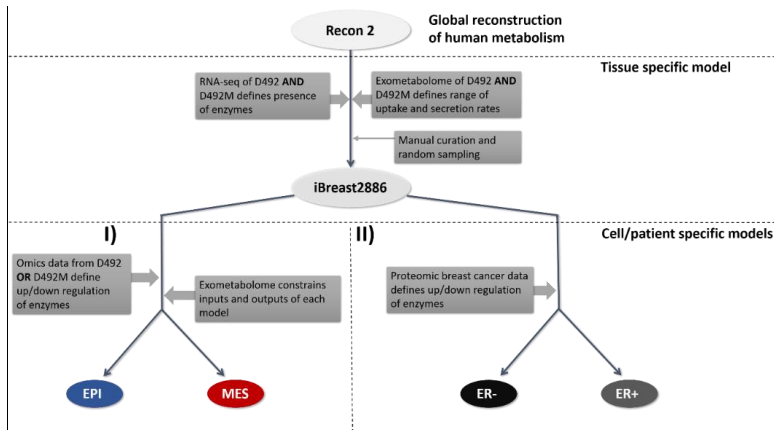 Recon 2
Global reconstruction
of human metabolism
Tissue specific model
RNA-seq of D492 AND
D492M defines presence
of enzymes
Exometabolome of D492 AND
D492M defines range of
uptake and secretion rates
Manual curation and
random sampling
iBreast2886
I)
II)
Cell/patient specific models
Omics data from D492
OR D492M define
up/down regulation
of enzymes
Exometabolome constrains
inputs and outputs of each
model
Proteomic breast cancer data
defines up/down regulation
of enzymes
EPI
MES
ER-
ER+